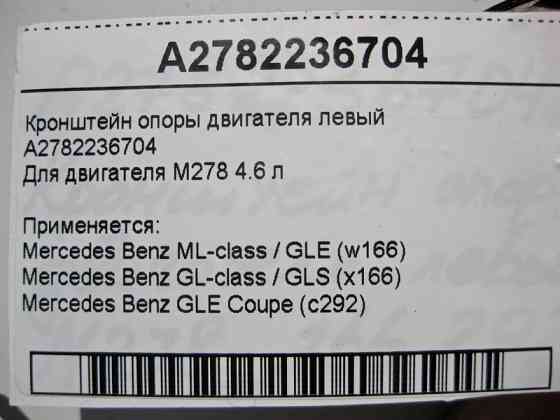 A2782236704
Кронштейн опоры двигателя левый
A2782236704
Для двигателя M278 4.6 л
Применяется:
Mercedes Benz ML-class / GLE (w166)
Mercedes Benz GL-class / GLS (x166)
Mercedes Benz GLE Coupe (c292)